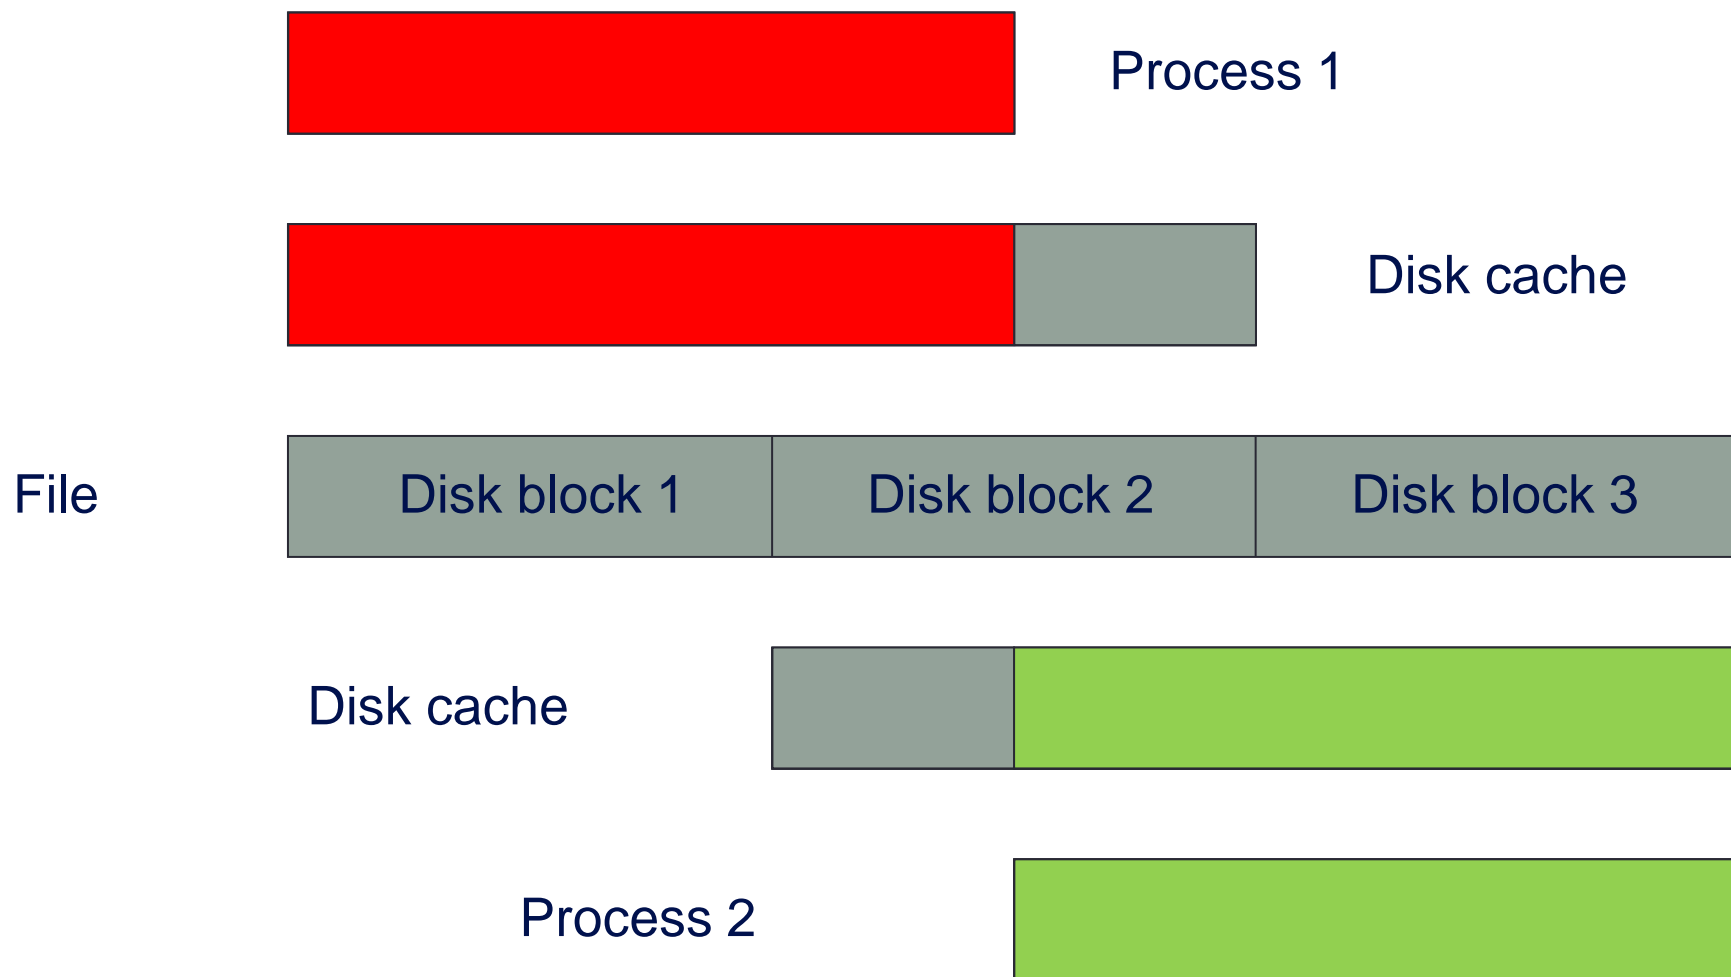 Process 1
Disk cache
File
Disk block 1
Disk block 2
Disk block 3
Disk cache
Process 2